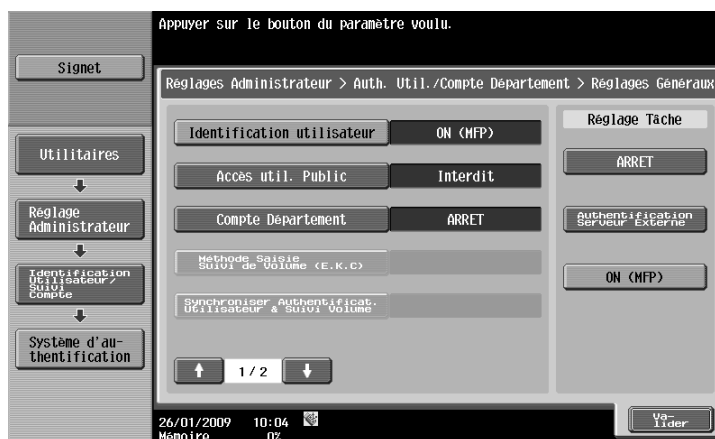 Appuyer sur le bouton du paramètre voulu.
Signet
Réglages Administrateur > Auth. Util./Compte Département > Réglages Généraux
Utilitaires
Réglage
Administrateur
Identification
Utilisateur/
Suivi
Compte
Système d'au-
thentification
Identification utilisateur
ON (MFP)
Accès util. Public
Interdit
Compte Département
ARRET
Méthode Saisie
Suivi de Volume (E.K.C)
Synchroniser Authentificat.
Utilisateur & Suivi Volume
1/2
Réglage Tâche
ARRET
Authentification
Serveur Externe
ON (MFP)
26/01/2009 10:04
Mémoire 0%
Va-
lider